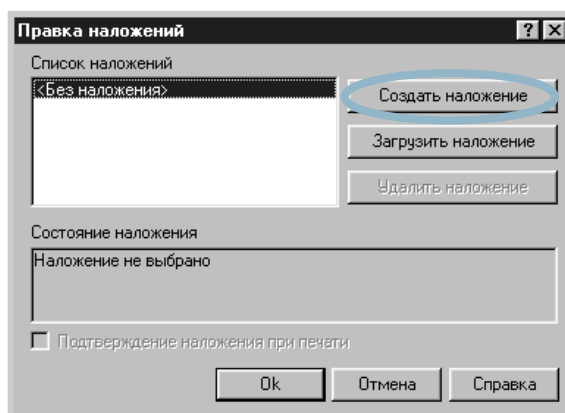 Правка наложений
Список наложений
<Без наложения>
Создать наложение
Загрузить наложение
Удалить наложение
Состояние наложения
Наложение не выбрано
Подтверждение наложения при печати
Ok Отмена Справка